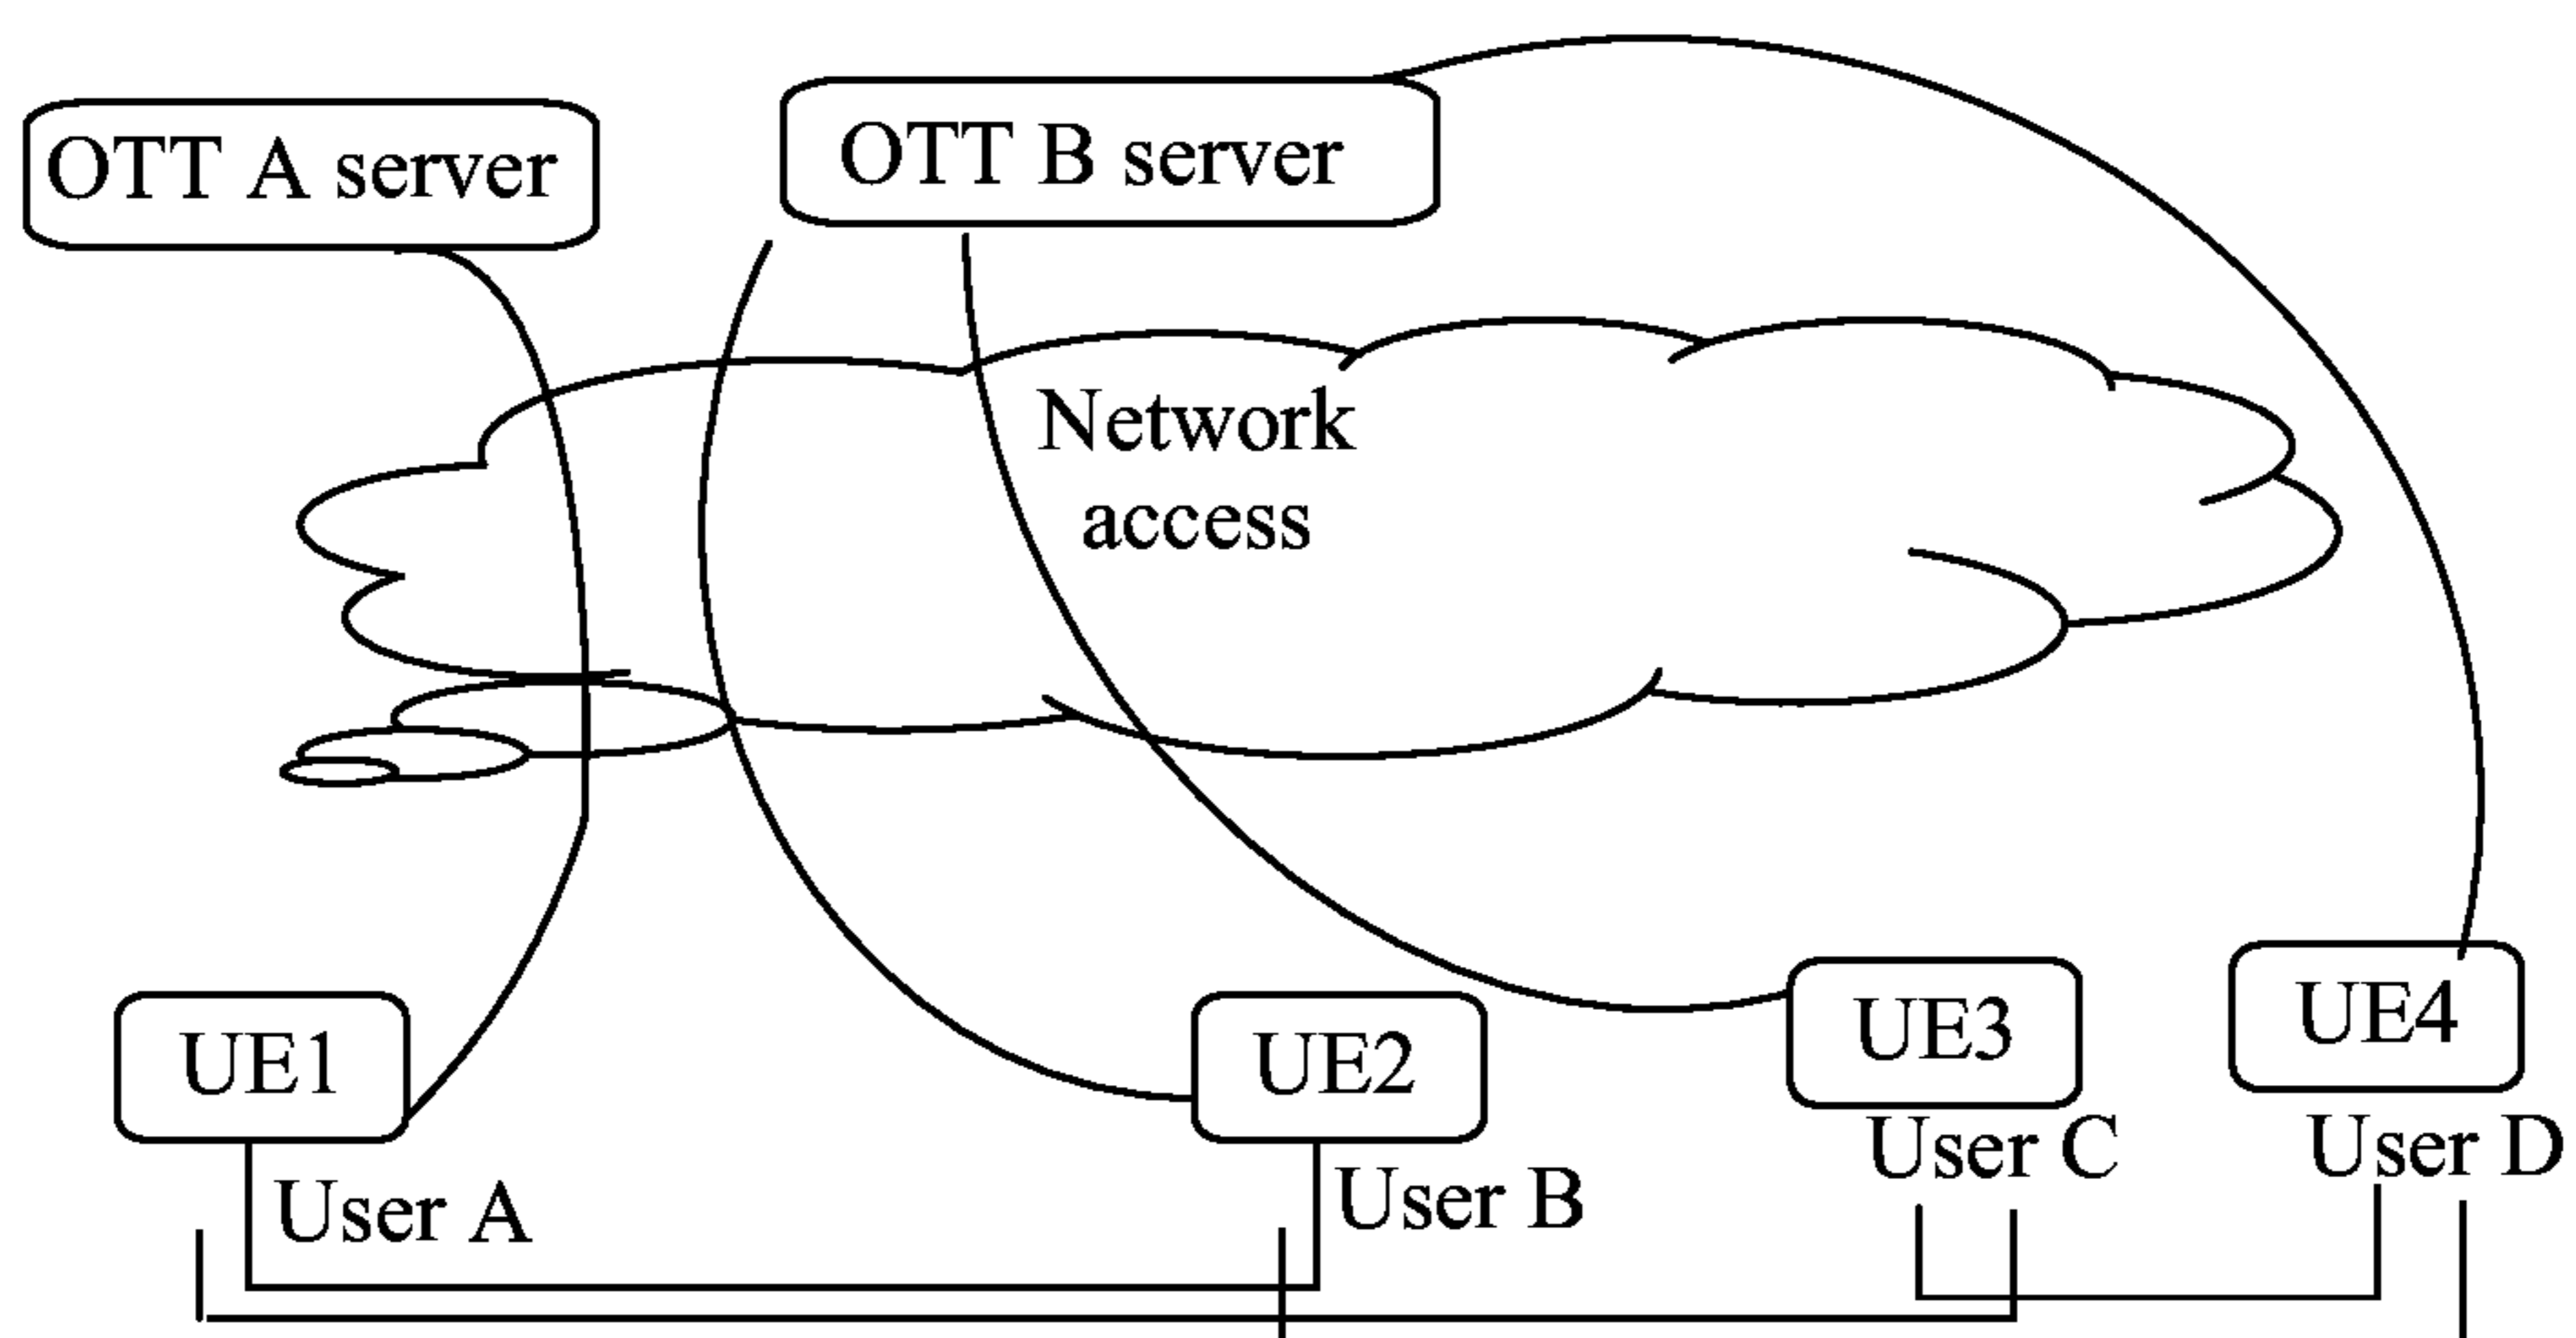 OTT A server
OTT B server
Network
access
UE1
UE2
UE3
UE4
User A
User B
User C
User D